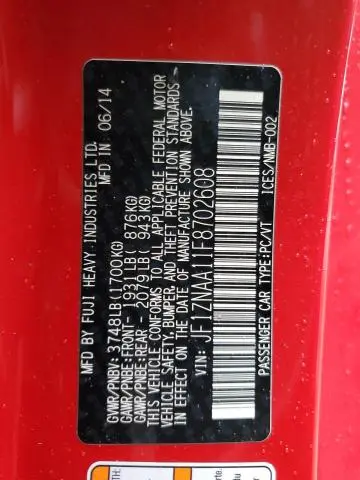 MFD BY FUJI HEAVY INDUSTRIES LTD.
MFD IN 06/14
GVWR/PNBV: 3748LB(1700KG)
GAWR/PNBE:FRONT- 1931LB( 876KG)
GAWR/PNBE:REAR- 2079LB( 943KG)
THIS VEHICLE CONFORMS TO ALL APPLICABLE FEDERAL MOTOR
VEHICLE SAFETY,BUMPER, AND THEFT PREVENTION STANDARDS
IN EFFECT ON THE DATE OF MANUFACTURE SHOWN ABOVE.
VIN: JF1ZNAA11F8702608
PASSENGER CAR TYPE:PC/VT ICES/NMB-002
TH: